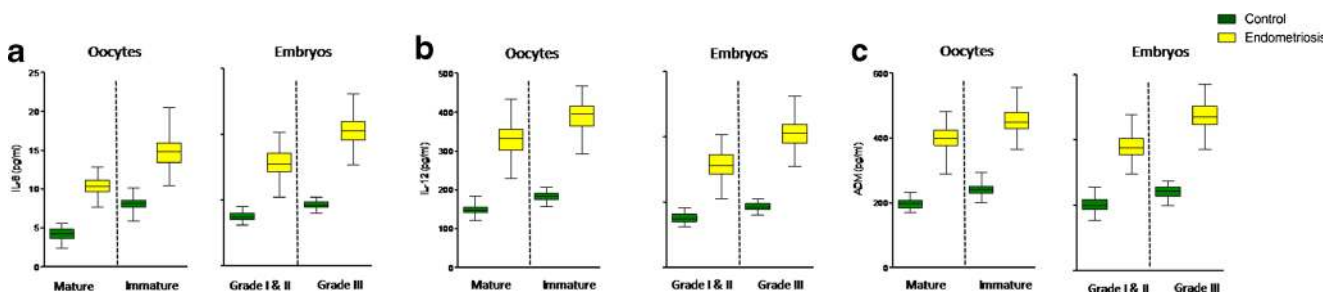 Control
Endometriosis
a
Oocytes
Embryos
25
20
15
10
5
0
IL-8 (pg/ml)
Mature
Immature
Grade I & II
Grade III
b
Oocytes
Embryos
500
400
300
200
100
0
IL-12 (pg/ml)
Mature
Immature
Grade I & II
Grade III
c
Oocytes
Embryos
600
400
200
0
ADM (pg/ml)
Mature
Immature
Grade I & II
Grade III